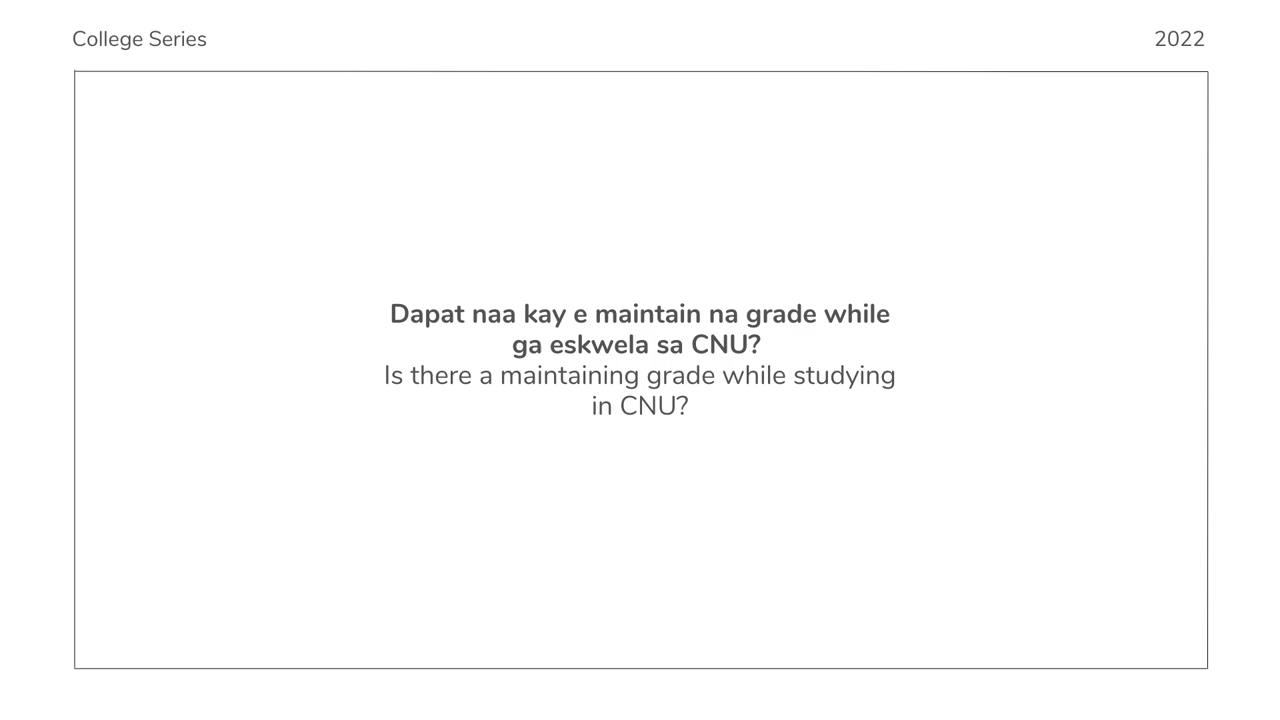 College Series
2022
Dapat naa kay e maintain na grade while
ga eskwela sa CNU?
Is there a maintaining grade while studying
in CNU?